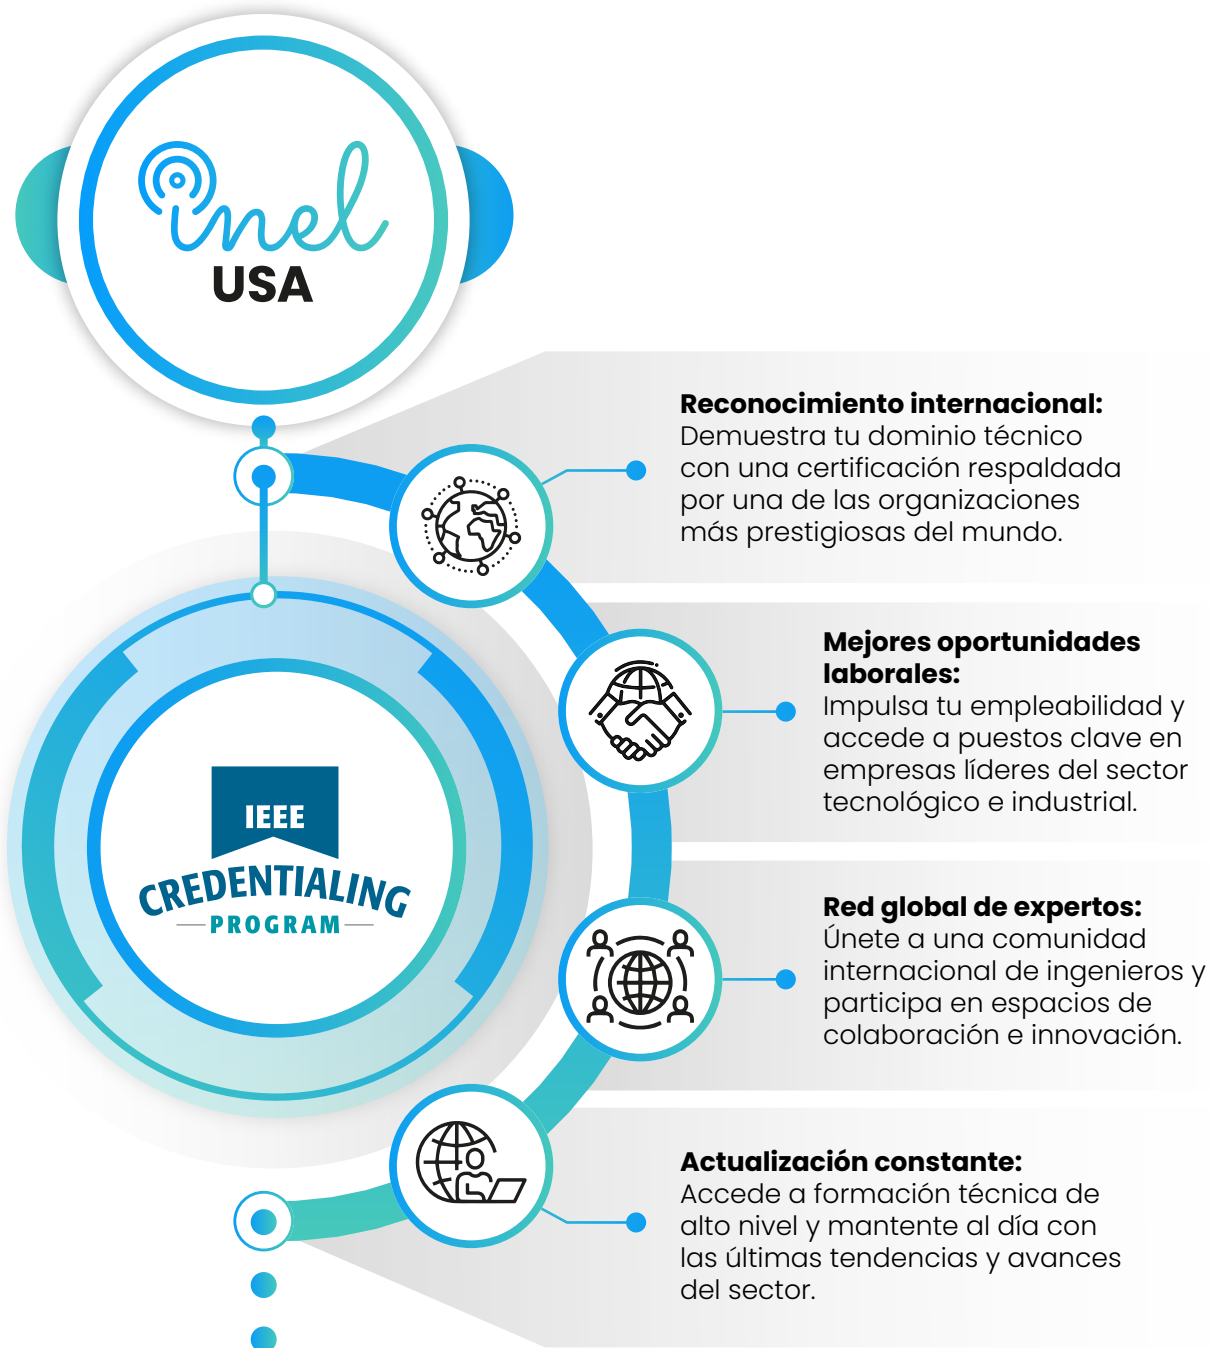 inel
USA
Reconocimiento internacional:
Demuestra tu dominio técnico
con una certificación respaldada
por una de las organizaciones
más prestigiosas del mundo.
Mejores oportunidades
laborales:
Impulsa tu empleabilidad y
accede a puestos clave en
empresas líderes del sector
tecnológico e industrial.
IEEE
CREDENTIALING
PROGRAM
Red global de expertos:
Únete a una comunidad
internacional de ingenieros y
participa en espacios de
colaboración e innovación.
Actualización constante:
Accede a formación técnica de
alto nivel y mantente al día con
las últimas tendencias y avances
del sector.